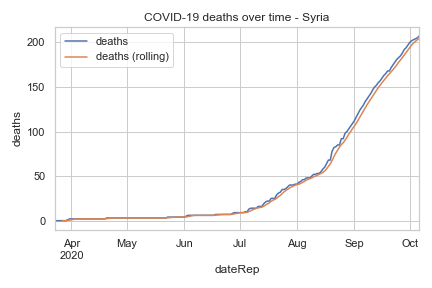 COVID-19 deaths over time - Syria
deaths
deaths (rolling)
200
150
100
50
0
deaths
Apr
2020
May
Jun
Jul
Aug
Sep
Oct
dateRep